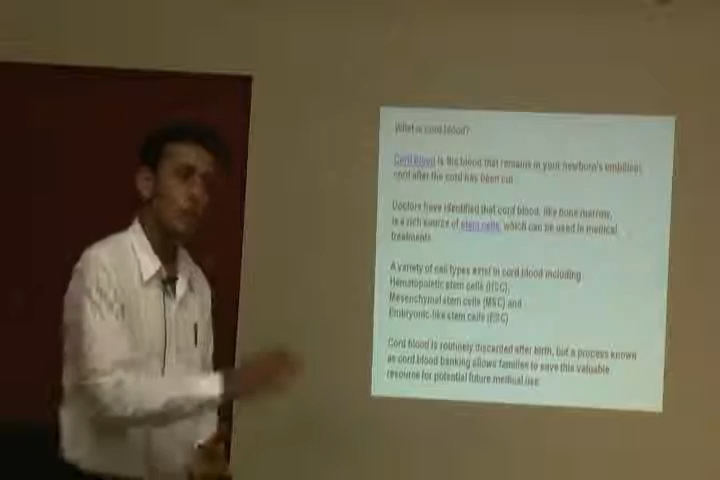 What is cord blood?
Cord blood is the blood that remains in your newborn's umbilical
cord after the cord has been cut
Doctors have identified that cord blood, like bone marrow,
is a rich source of stem cells, which can be used in medical
treatments
A variety of cell types exist in cord blood including
Hematopoietic stem cells (HSC),
Mesenchymal stem cells (MSC) and
Embryonic-like stem cells (ESC)
Cord blood is routinely discarded after birth, but a process known
as cord blood banking allows families to save this valuable
resource for potential future medical use